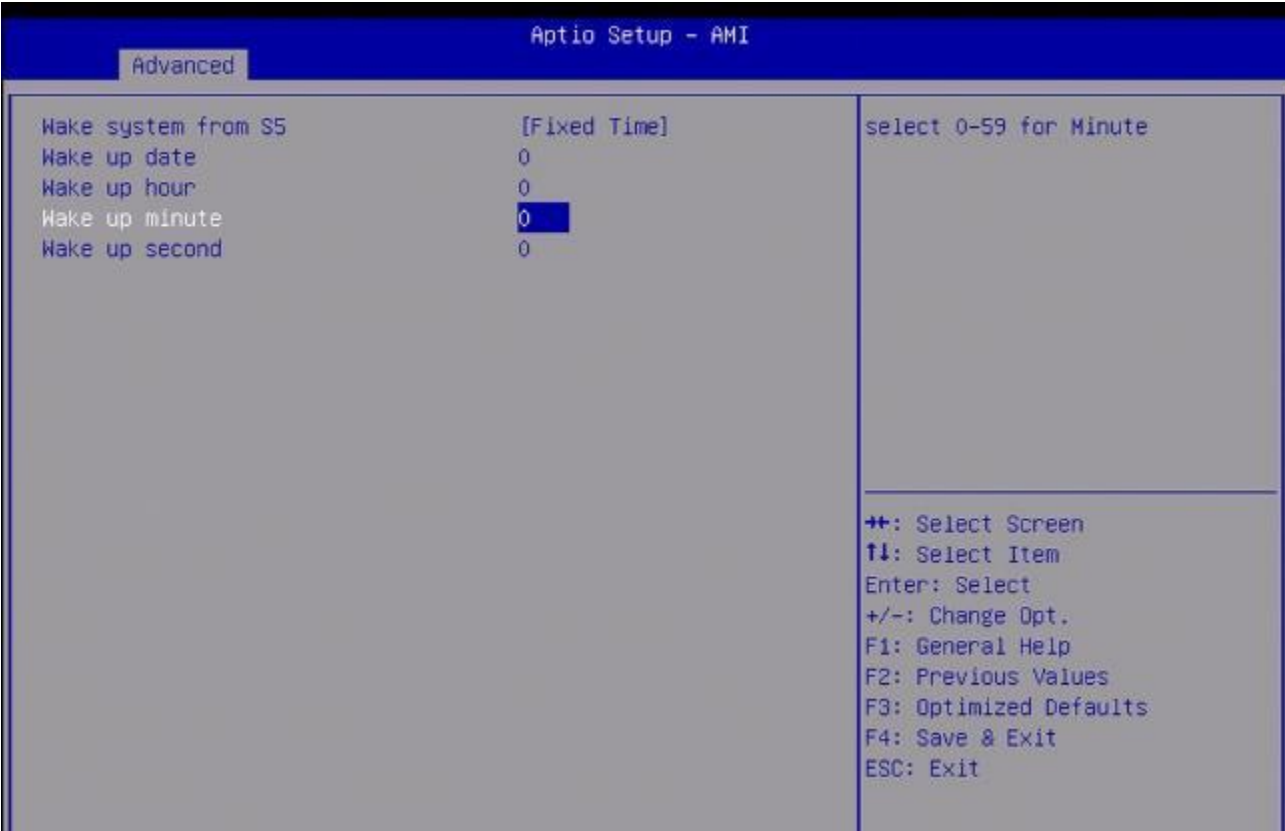 Aptio Setup - AMI
Advanced
Wake system from S5 [Fixed Time]
Wake up date 0
Wake up hour 0
Wake up minute 0
Wake up second 0
select 0-59 for Minute
→←: Select Screen
↑↓: Select Item
Enter: Select
+/-: Change Opt.
F1: General Help
F2: Previous Values
F3: Optimized Defaults
F4: Save & Exit
ESC: Exit